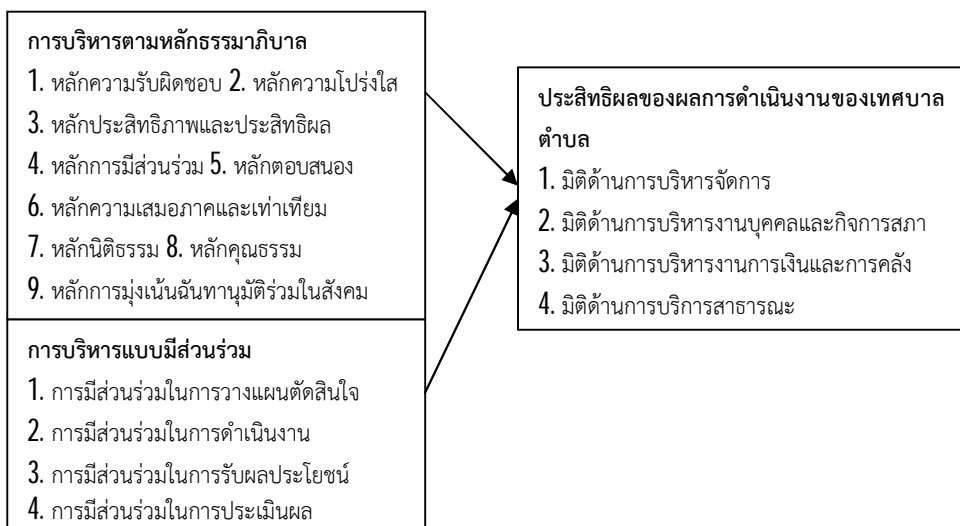 การบริหารตามหลักธรรมาภิบาล
1. หลักความรับผิดชอบ 2. หลักความโปร่งใส
3. หลักประสิทธิภาพและประสิทธิผล
4. หลักการมีส่วนร่วม 5. หลักตอบสนอง
6. หลักความเสมอภาคและเท่าเทียม
7. หลักนิติธรรม 8. หลักคุณธรรม
9. หลักการมุ่งเน้นฉันทานุมัติร่วมในสังคม
การบริหารแบบมีส่วนร่วม
1. การมีส่วนร่วมในการวางแผนตัดสินใจ
2. การมีส่วนร่วมในการดำเนินงาน
3. การมีส่วนร่วมในการรับผลประโยชน์
4. การมีส่วนร่วมในการประเมินผล
ประสิทธิผลของผลการดำเนินงานของเทศบาล
ตำบล
1. มิติด้านการบริหารจัดการ
2. มิติด้านการบริหารงานบุคคลและกิจการสภา
3. มิติด้านการบริหารงานการเงินและการคลัง
4. มิติด้านการบริการสาธารณะ